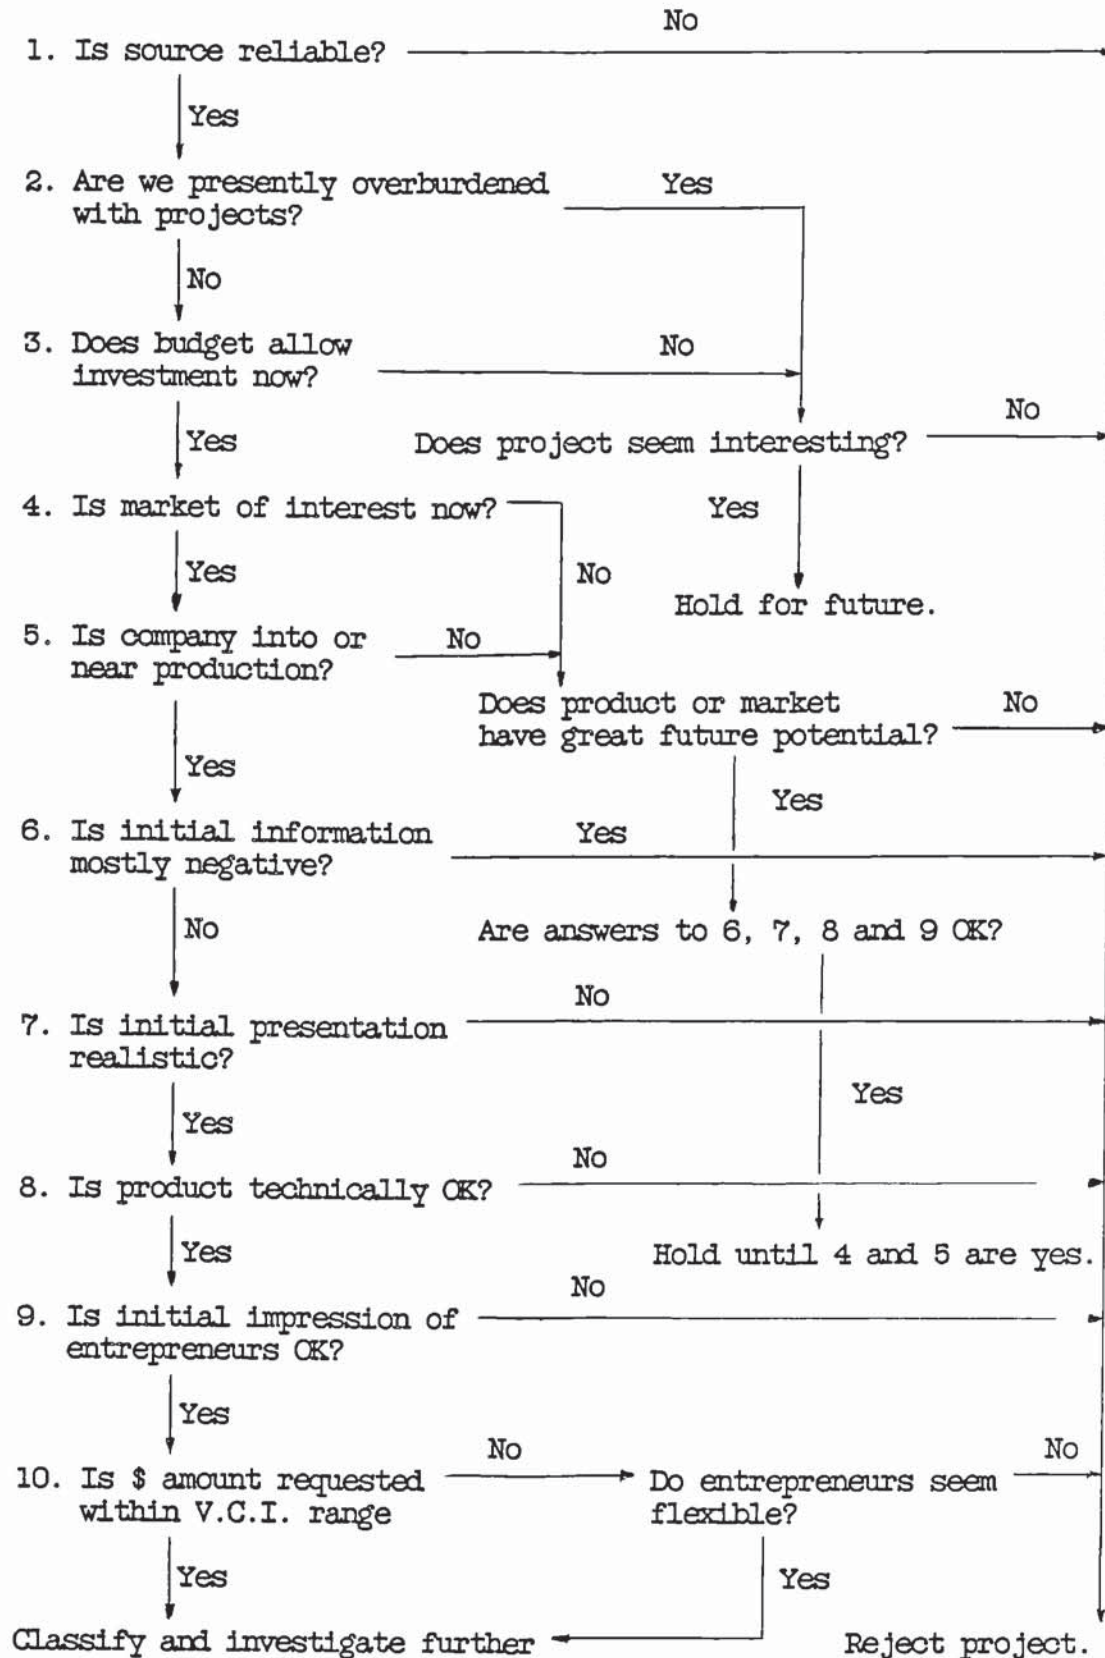 No
1. Is source reliable?
Yes
2. Are we presently overburdened
with projects?
Yes
No
3. Does budget allow
investment now?
No
Yes
Does project seem interesting?
No
4. Is market of interest now?
Yes
Yes
No
Hold for future.
5. Is company into or
near production?
No
Does product or market
have great future potential?
No
Yes
Yes
6. Is initial information
mostly negative?
Yes
No
Are answers to 6, 7, 8 and 9 OK?
7. Is initial presentation
realistic?
No
Yes
Yes
8. Is product technically OK?
No
Yes
Hold until 4 and 5 are yes.
9. Is initial impression of
entrepreneurs OK?
No
Yes
10. Is $ amount requested
within V.C.I. range
No
Do entrepreneurs seem
flexible?
No
Yes
Yes
Classify and investigate further
Reject project.